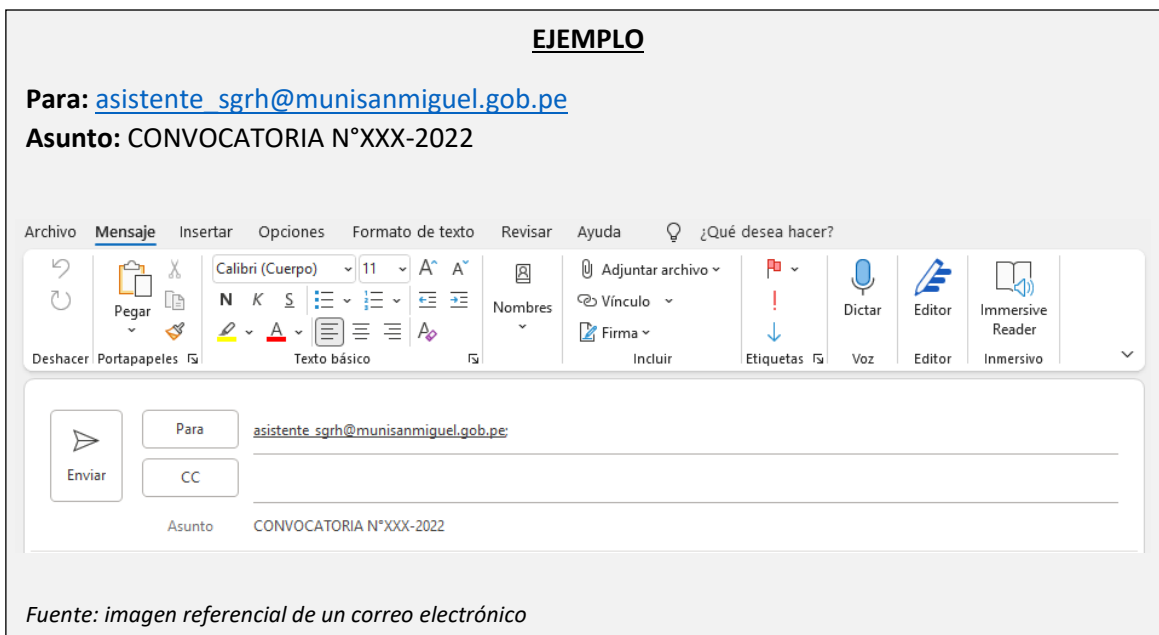 EJEMPLO
Para: asistente_sgrh@munisanmiguel.gob.pe
Asunto: CONVOCATORIA N°XXX-2022
Archivo Mensaje Insertar Opciones Formato de texto Revisar Ayuda ¿Qué desea hacer?
Pegar
Calibri (Cuerpo) 11 A A
N K S
A A
Nombres
Adjuntar archivo
Vínculo
Firma
Dictar
Editor
Immersive
Reader
Deshacer Portapapeles Texto básico Incluir Etiquetas Voz Editor Inmersivo
Enviar
Para asistente_sgrh@munisanmiguel.gob.pe;
CC
Asunto CONVOCATORIA N°XXX-2022
Fuente: imagen referencial de un correo electrónico